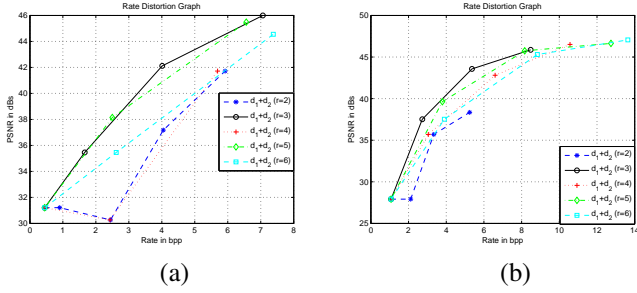 Rate Distortion Graph
PSNR in dBs
46
44
42
40
38
36
34
32
30
0 1 2 3 4 5 6 7 8
Rate in bpp
d₁+d₂ (r=2)
d₁+d₂ (r=3)
d₁+d₂ (r=4)
d₁+d₂ (r=5)
d₁+d₂ (r=6)
(a)
Rate Distortion Graph
PSNR in dBs
50
45
40
35
30
25
0 2 4 6 8 10 12 14
Rate in bpp
d₁+d₂ (r=2)
d₁+d₂ (r=3)
d₁+d₂ (r=4)
d₁+d₂ (r=5)
d₁+d₂ (r=6)
(b)